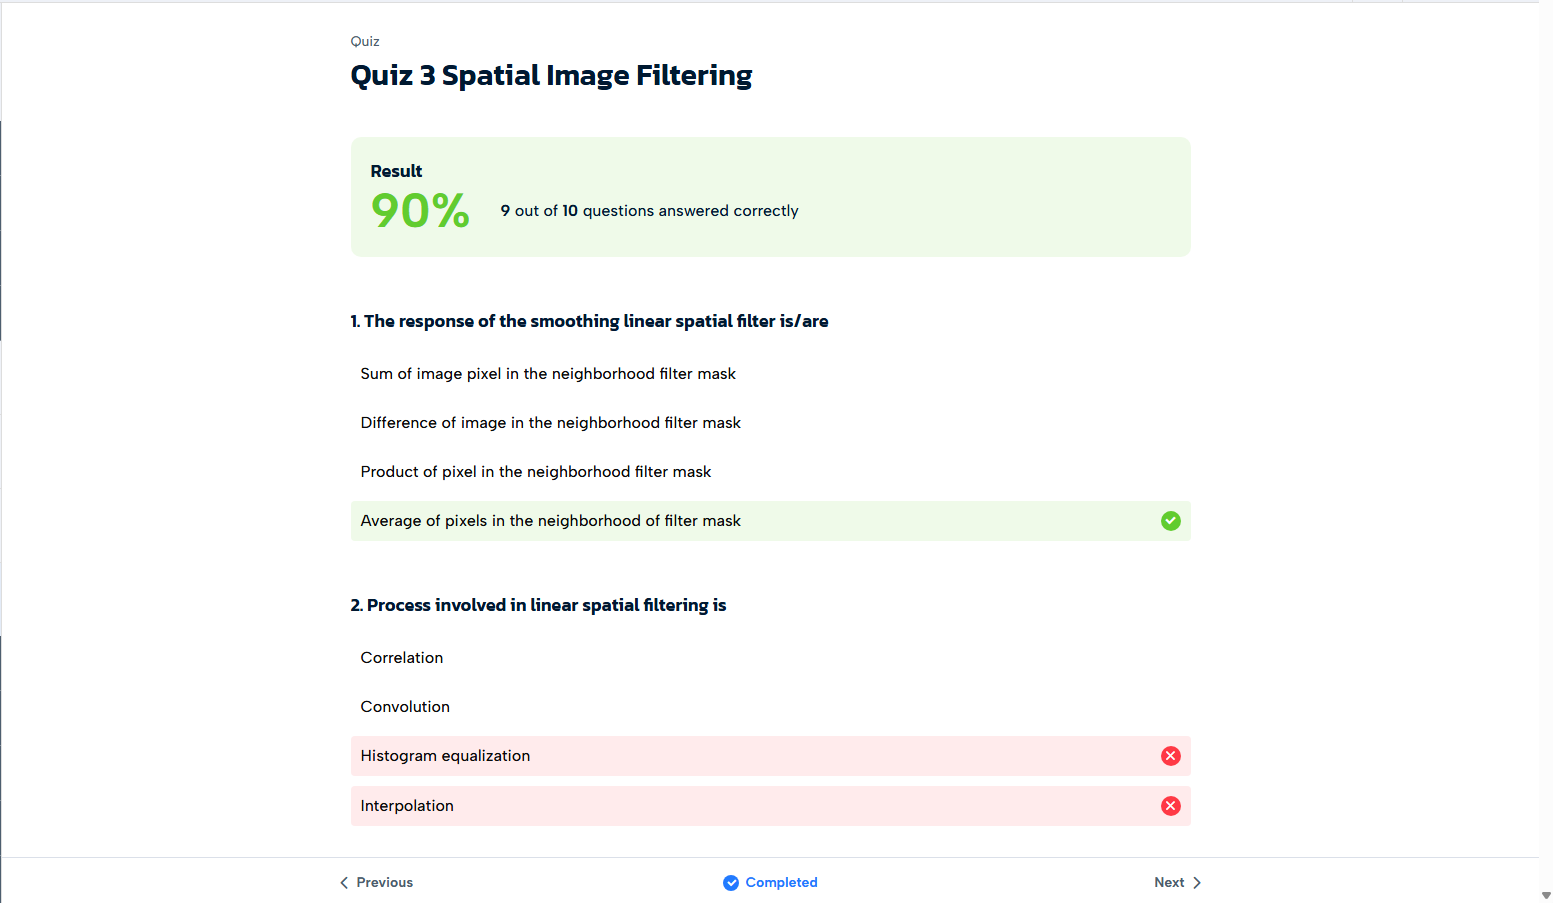 Quiz
Quiz 3 Spatial Image Filtering
Result
90%
9 out of 10 questions answered correctly
1. The response of the smoothing linear spatial filter is/are
Sum of image pixel in the neighborhood filter mask
Difference of image in the neighborhood filter mask
Product of pixel in the neighborhood filter mask
Average of pixels in the neighborhood of filter mask
2. Process involved in linear spatial filtering is
Correlation
Convolution
Histogram equalization
Interpolation
Previous
Completed
Next